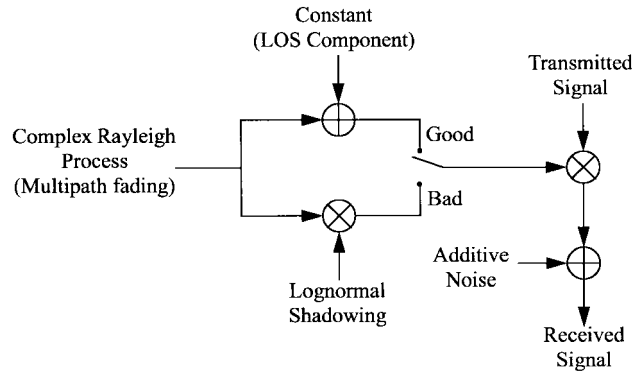 Constant
(LOS Component)
Transmitted
Signal
Complex Rayleigh
Process
(Multipath fading)
Good
Bad
Lognormal
Shadowing
Additive
Noise
Received
Signal